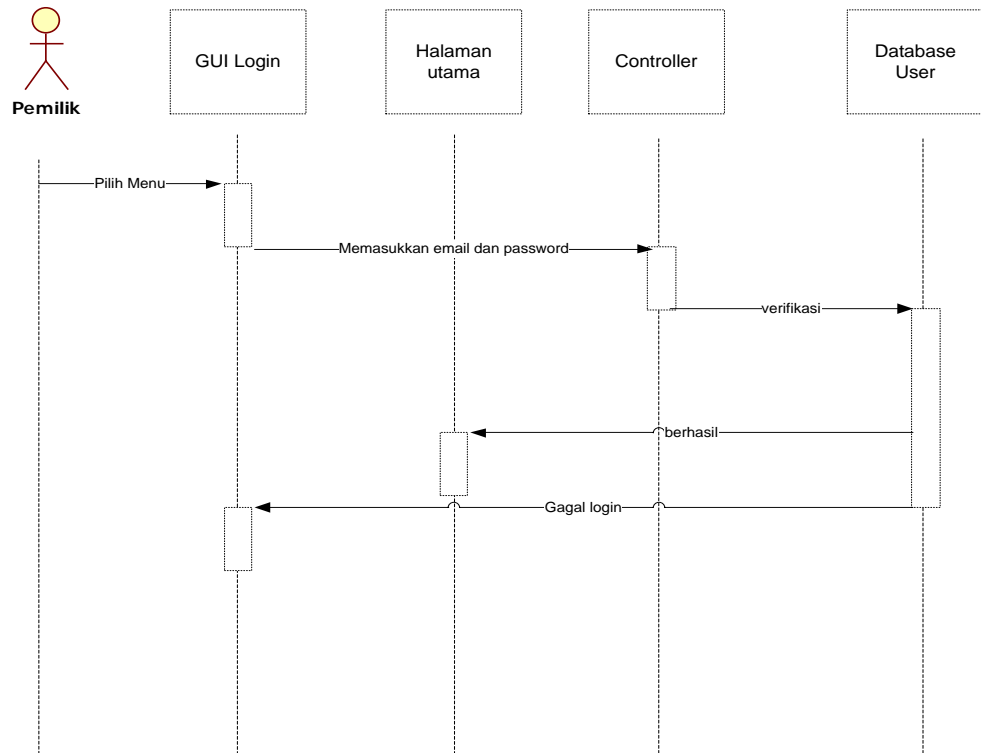 Pemilik
GUI Login
Halaman
utama
Controller
Database
User
Pilih Menu
Memasukkan email dan password
verifikasi
berhasil
Gagal login